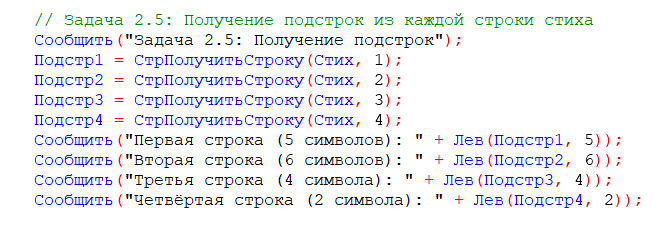 // Задача 2.5: Получение подстрок из каждой строки стиха
Сообщить("Задача 2.5: Получение подстрок");
Подстр1 = СтрПолучитьСтроку(Стих, 1);
Подстр2 = СтрПолучитьСтроку(Стих, 2);
Подстр3 = СтрПолучитьСтроку(Стих, 3);
Подстр4 = СтрПолучитьСтроку(Стих, 4);
Сообщить("Первая строка (5 символов): " + Лев(Подстр1, 5));
Сообщить("Вторая строка (6 символов): " + Лев(Подстр2, 6));
Сообщить("Третья строка (4 символа): " + Лев(Подстр3, 4));
Сообщить("Четвёртая строка (2 символа): " + Лев(Подстр4, 2));